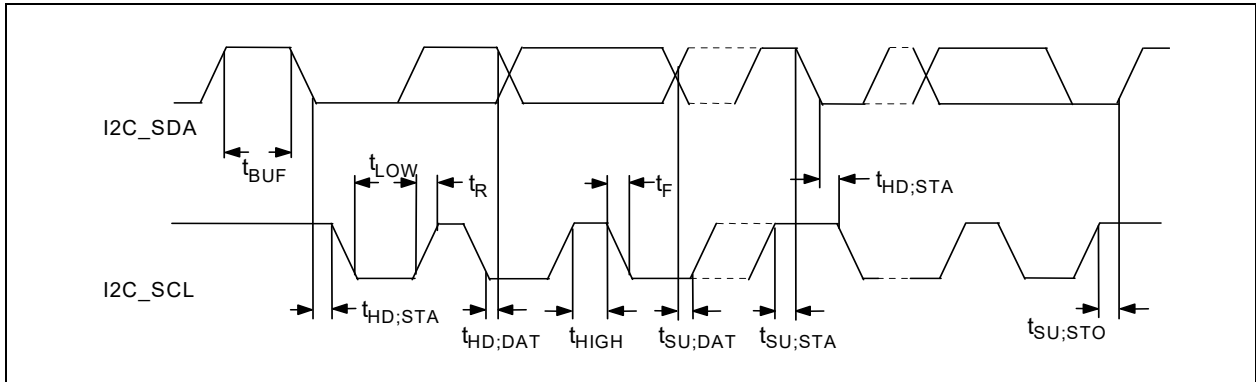 I2C_SDA
tBUF
tLOW
tR
tF
tHD;STA
I2C_SCL
tHD;STA
tHD;DAT
tHIGH
tSU;DAT
tSU;STA
tSU;STO